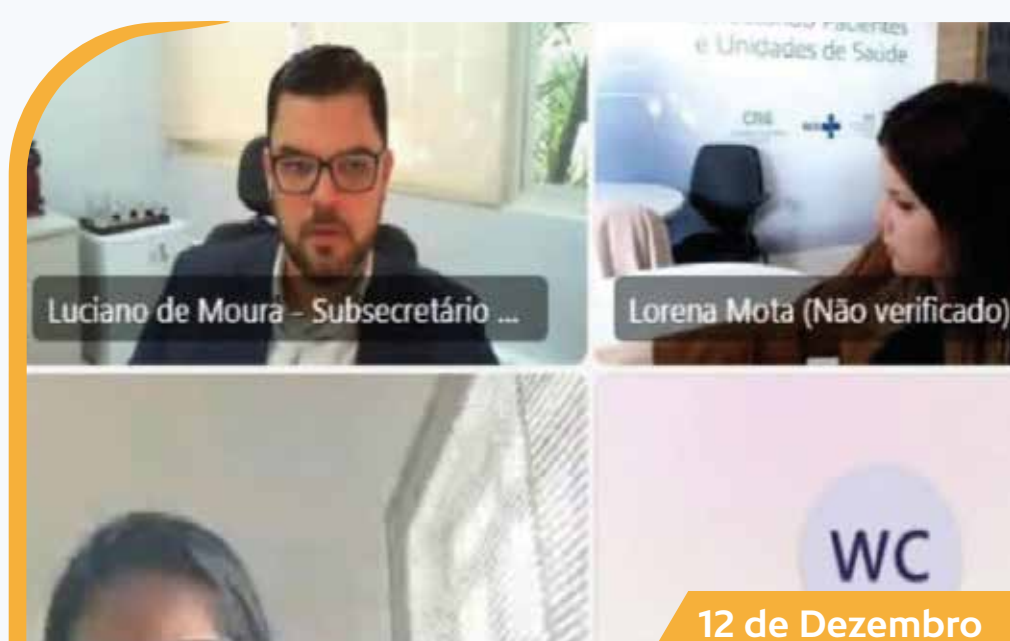 e Unidades de Saúde
Luciano de Moura – Subsecretário ...
Lorena Mota (Não verificado)
WC
12 de Dezembro